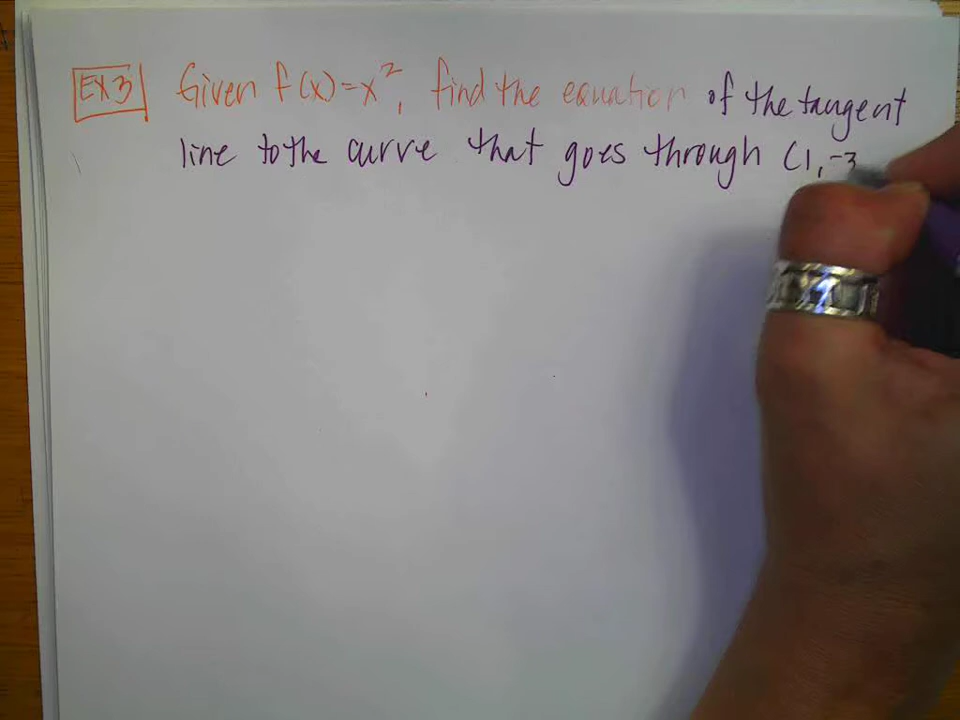 EX3 Given f(x)=x², find the equation of the tangent
line to the curve that goes through (1,-3